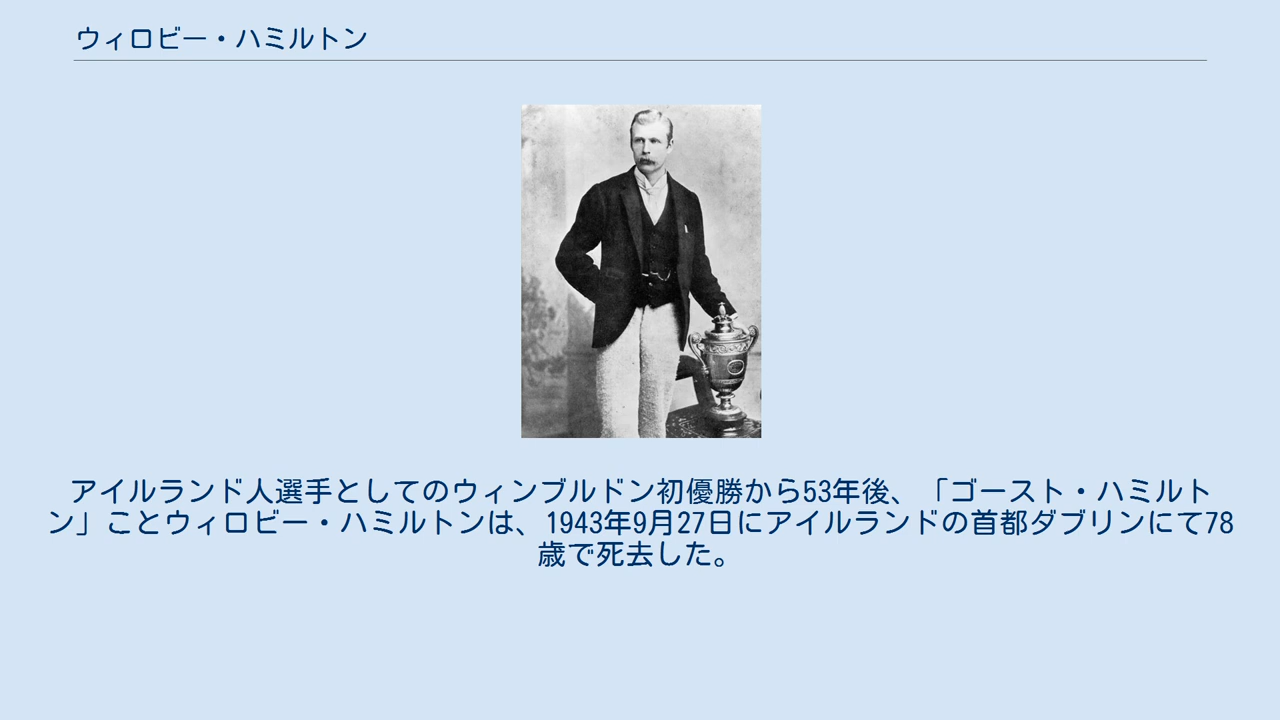 ウィロビー・ハミルトン
アイルランド人選手としてのウィンブルドン初優勝から53年後、「ゴースト・ハミルト
ン」ことウィロビー・ハミルトンは、1943年9月27日にアイルランドの首都ダブリンにて78
歳で死去した。